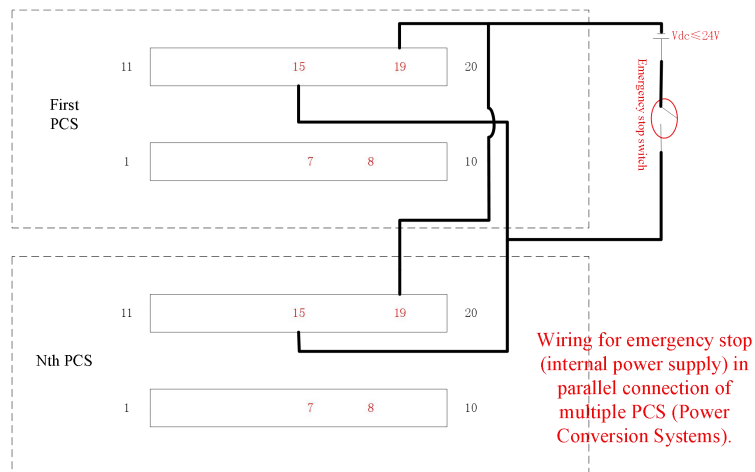 Vdc≤24V
11
15
19
20
First
PCS
1
7
8
10
Emergency stop switch
11
15
19
20
Nth PCS
1
7
8
10
Wiring for emergency stop
(internal power supply) in
parallel connection of
multiple PCS (Power
Conversion Systems).